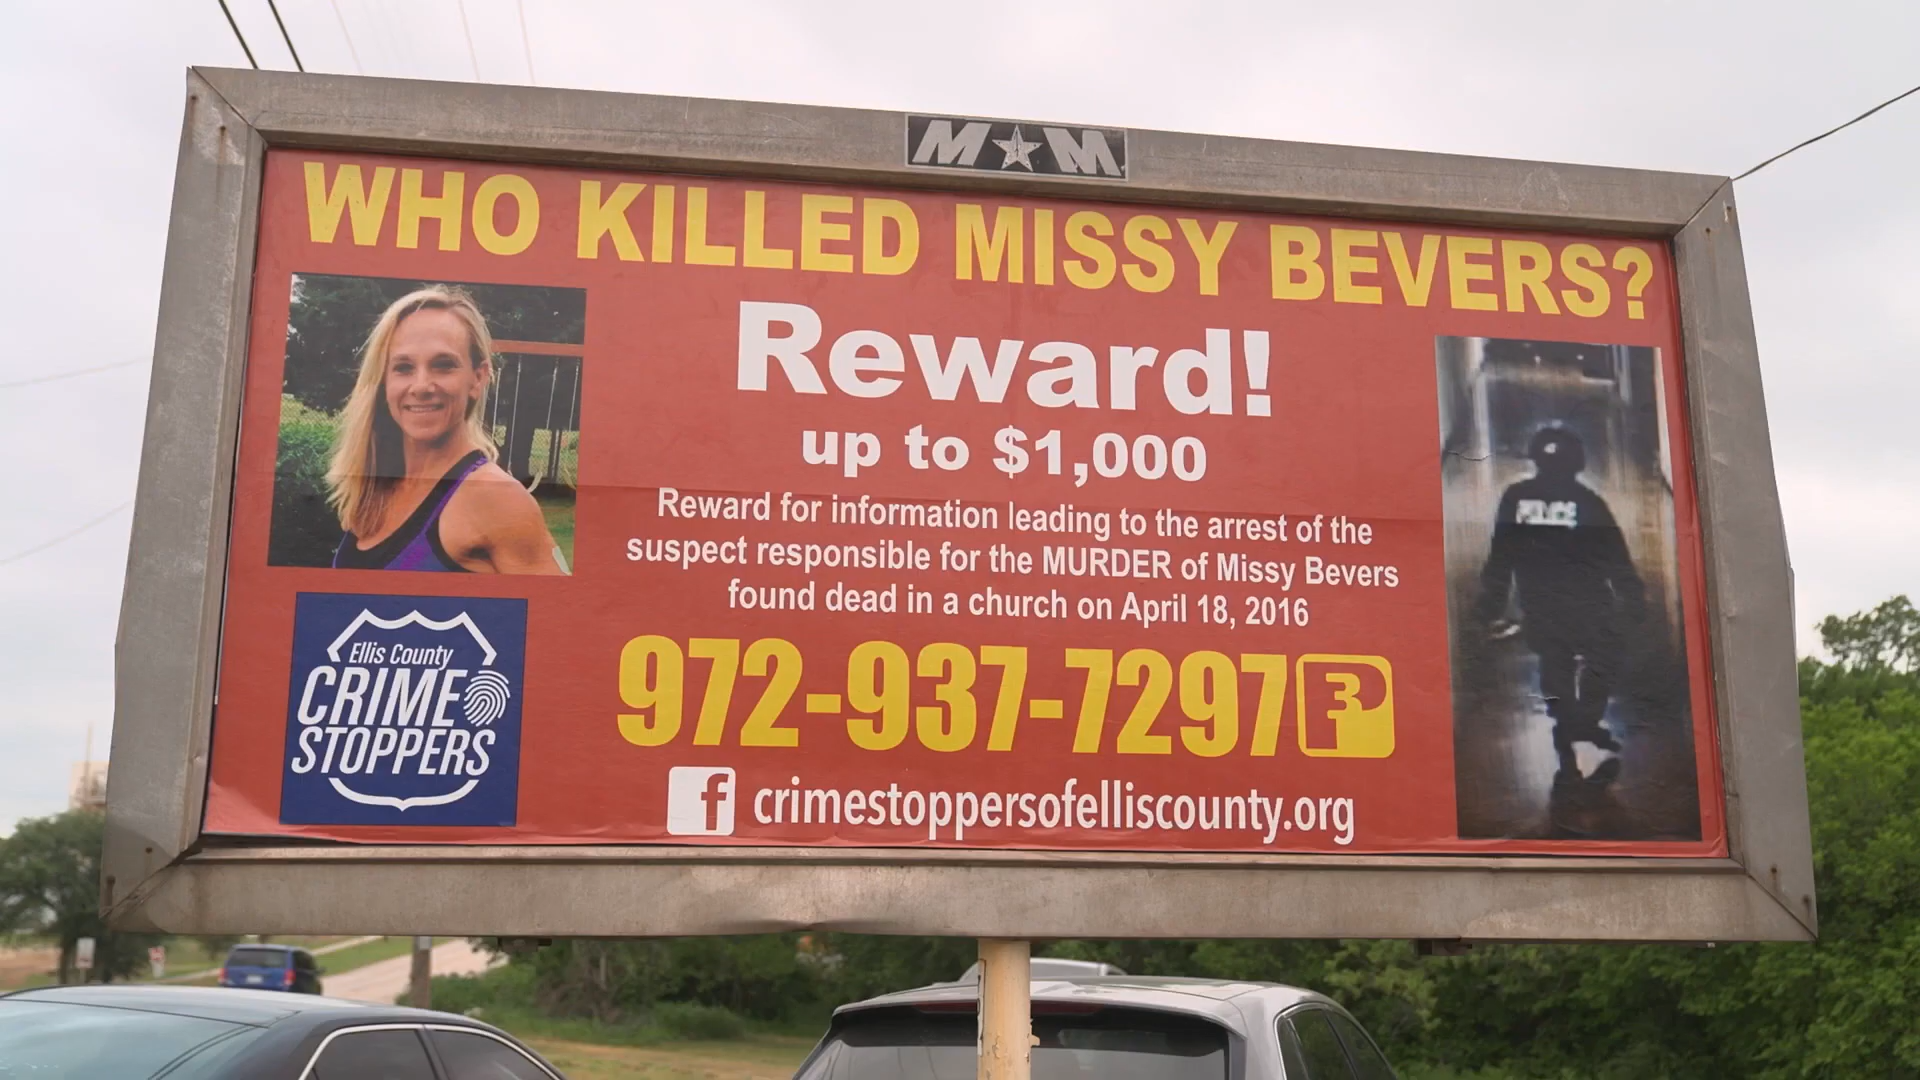 M★M
WHO KILLED MISSY BEVERS?
Reward!
up to $1,000
Reward for information leading to the arrest of the
suspect responsible for the MURDER of Missy Bevers
found dead in a church on April 18, 2016
972-937-7297 P3
f crimestoppersofelliscounty.org
Ellis County
CRIME
STOPPERS
POLICE